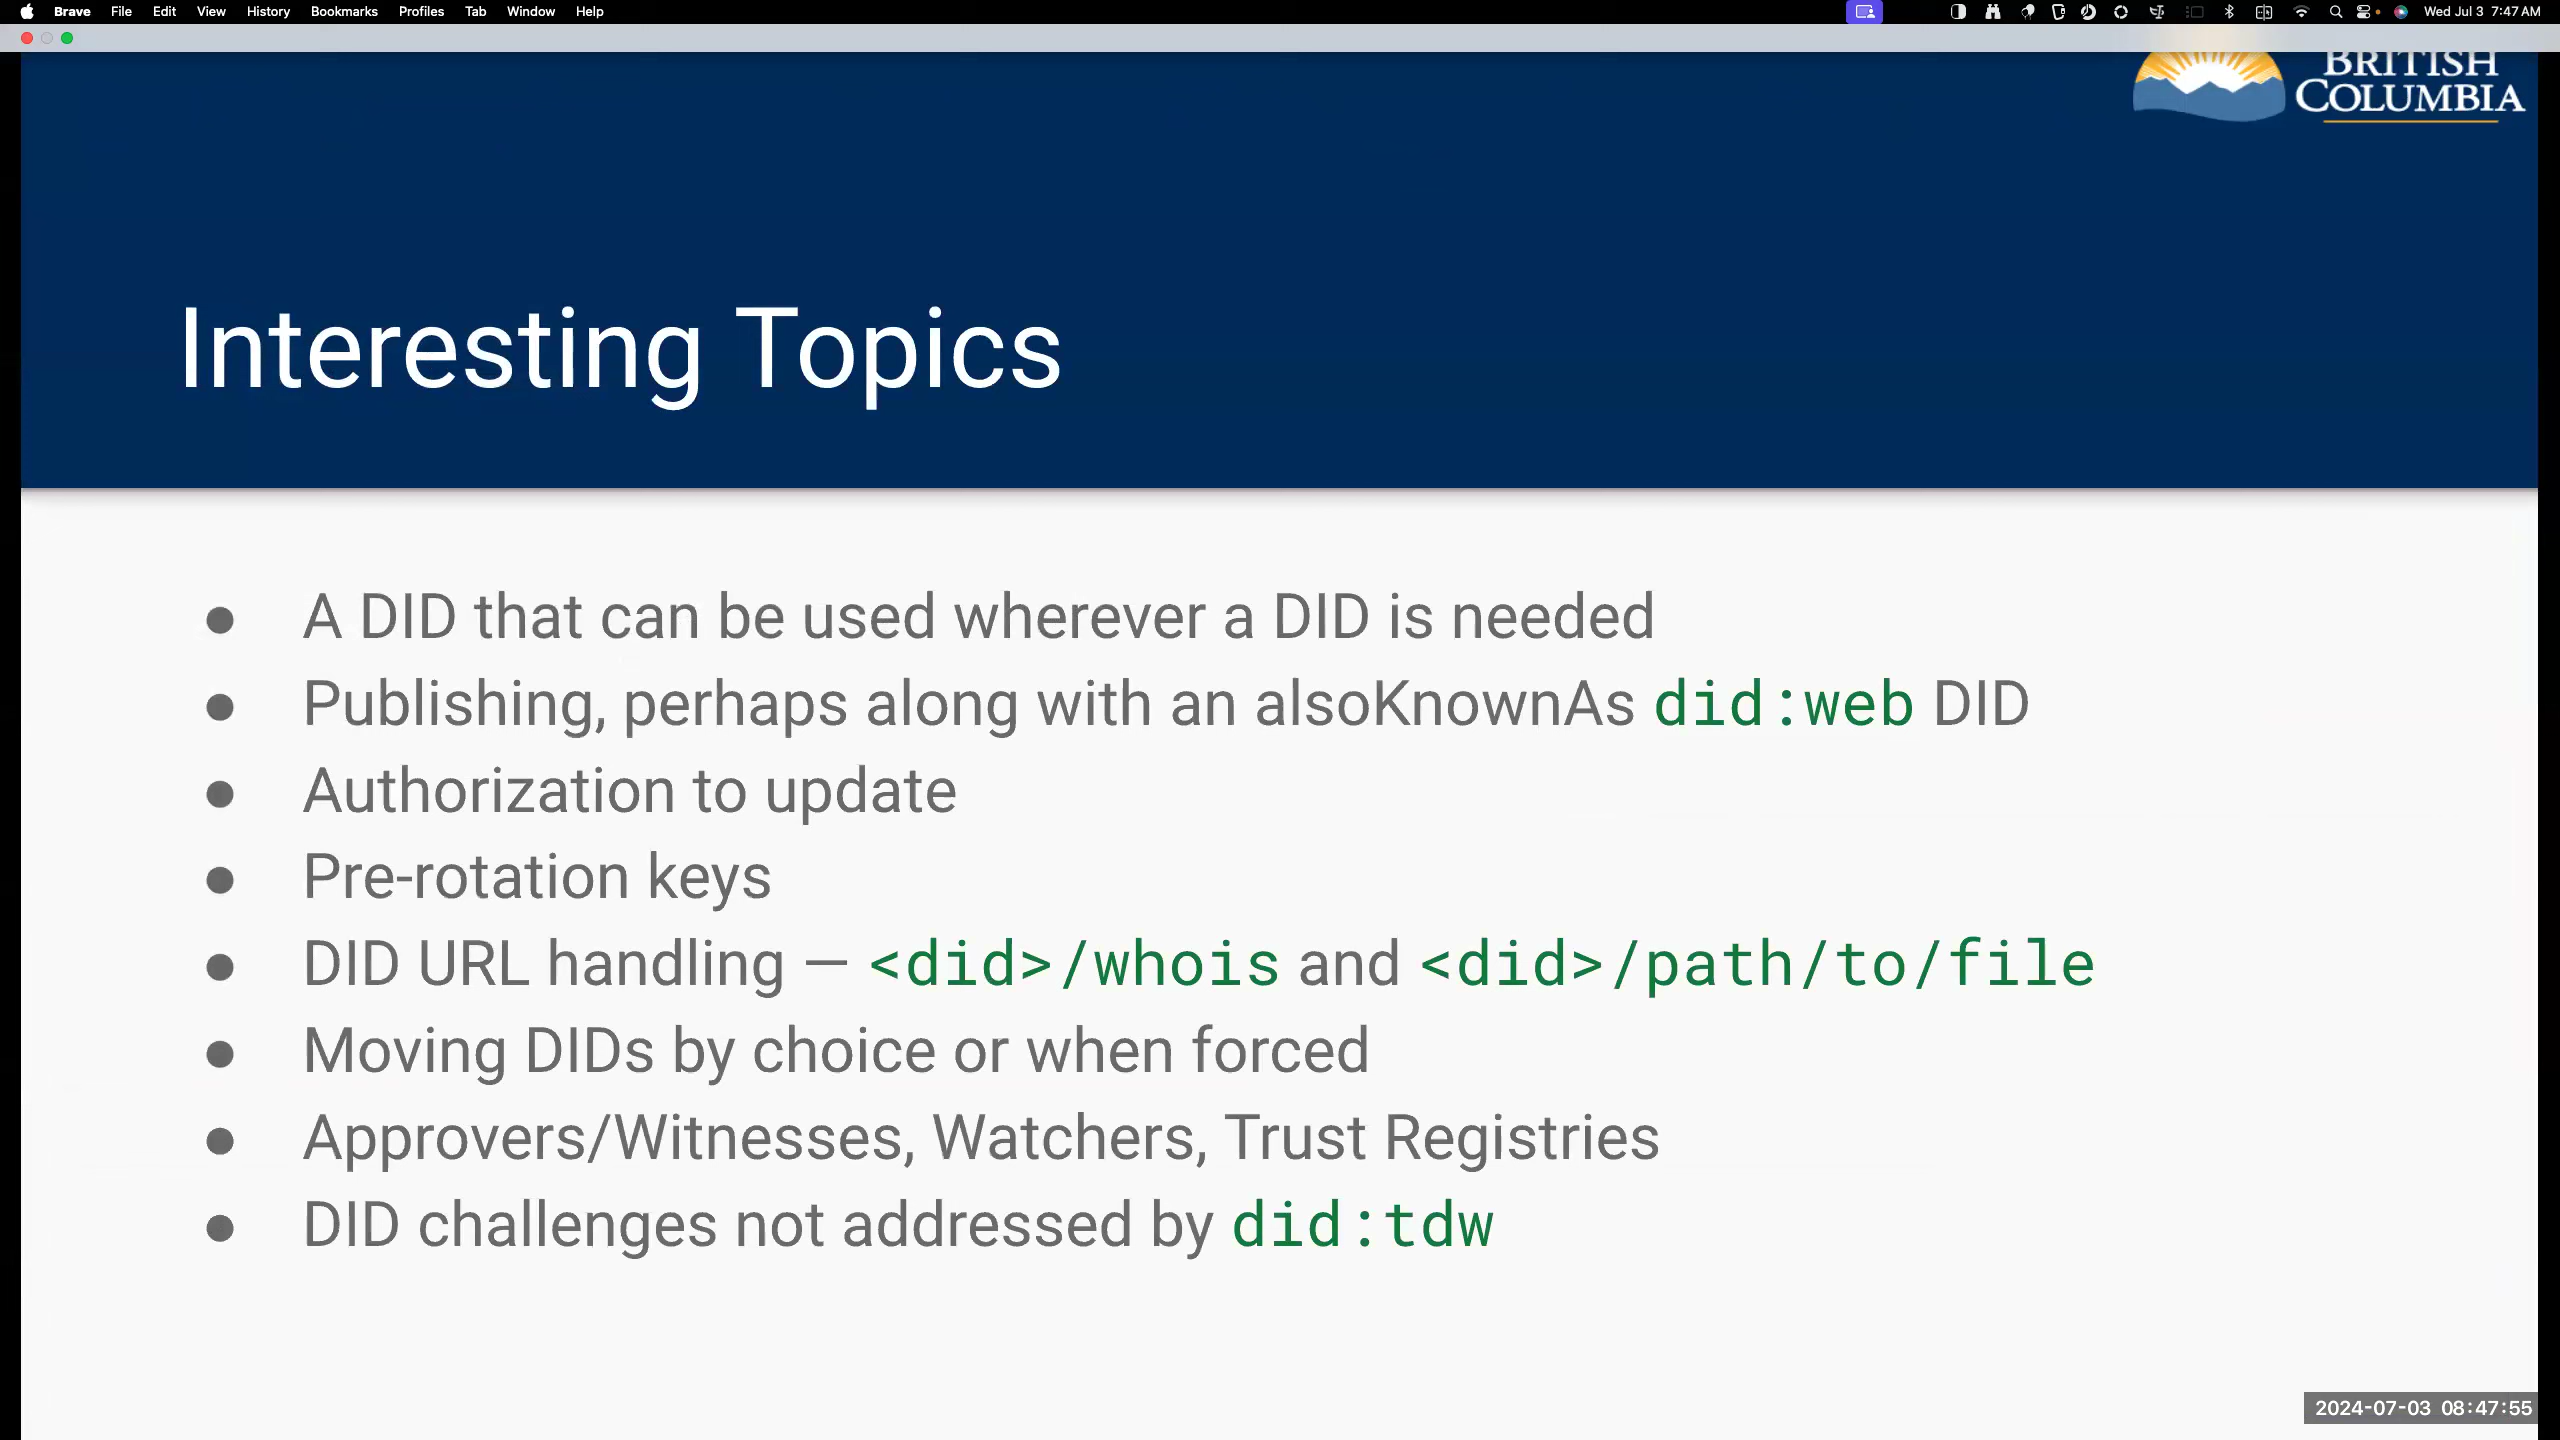 Brave File Edit View History Bookmarks Profiles Tab Window Help Wed Jul 3 7:47 AM
BRITISH
COLUMBIA
Interesting Topics
● A DID that can be used wherever a DID is needed
● Publishing, perhaps along with an alsoKnownAs did:web DID
● Authorization to update
● Pre-rotation keys
● DID URL handling — <did>/whois and <did>/path/to/file
● Moving DIDs by choice or when forced
● Approvers/Witnesses, Watchers, Trust Registries
● DID challenges not addressed by did:tdw
2024-07-03 08:47:55